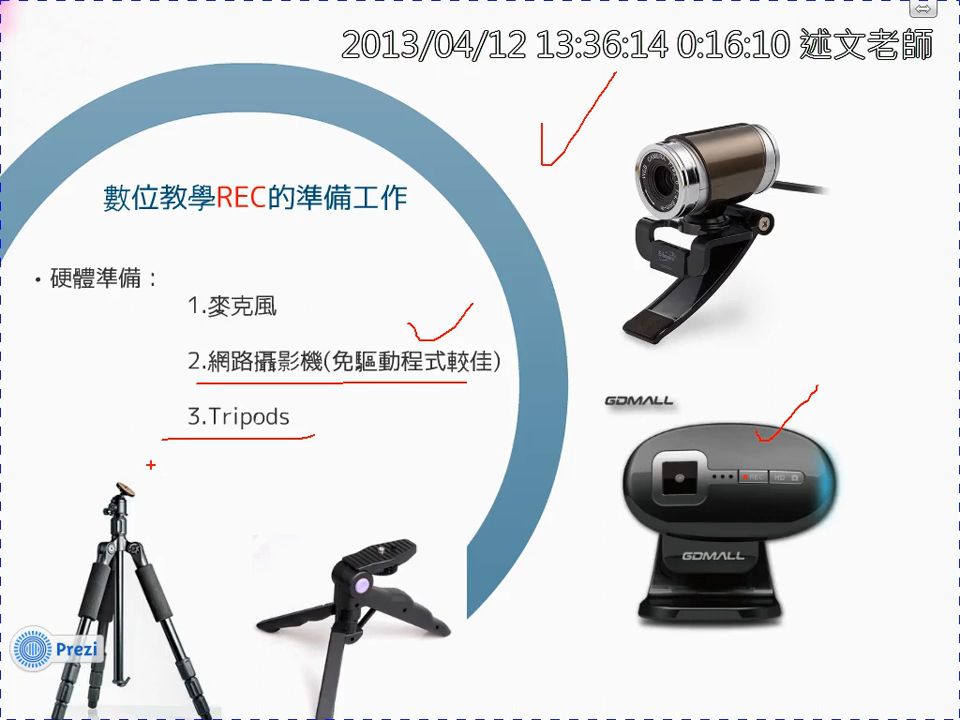 2013/04/12 13:36:14 0:16:10 述文老師
數位教學REC的準備工作
• 硬體準備：
1.麥克風
2.網路攝影機(免驅動程式較佳)
3.Tripods
GDMALL
REC
HD
GDMALL
Prezi